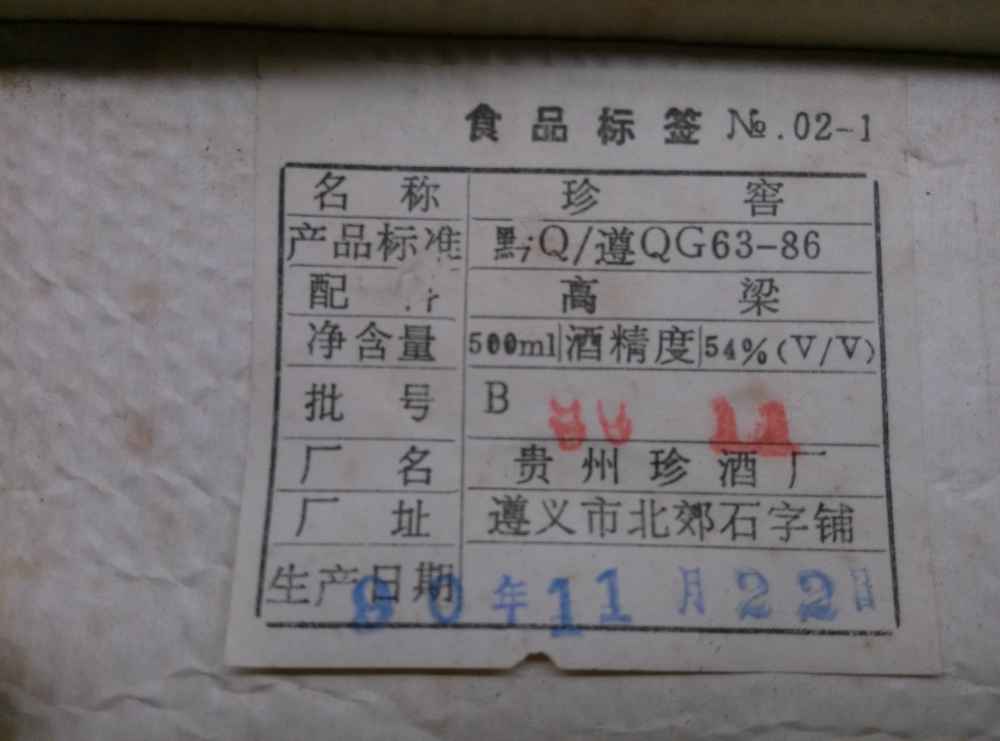 食品标签 №.02-1
名称 珍窖
产品标准 黔Q/遵QG63-86
配 高梁
净含量 500ml 酒精度 54%(V/V)
批号 B 11
厂名 贵州珍酒厂
厂址 遵义市北郊石字铺
生产日期 90年11月22日